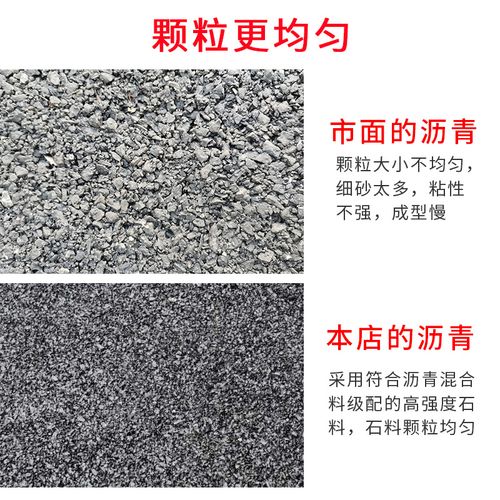 颗粒更均匀
市面的沥青
颗粒大小不均匀，
细砂太多，粘性
不强，成型慢
本店的沥青
采用符合沥青混合
料级配的高强度石
料，石料颗粒均匀